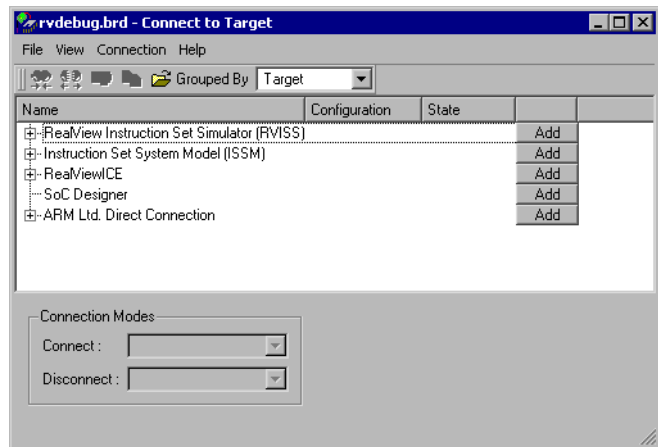 rvdebug.brd - Connect to Target
File View Connection Help
Grouped By Target
Name Configuration State
RealView Instruction Set Simulator (RVISS) Add
Instruction Set System Model (ISSM) Add
RealViewICE Add
SoC Designer Add
ARM Ltd. Direct Connection Add
Connection Modes
Connect :
Disconnect :